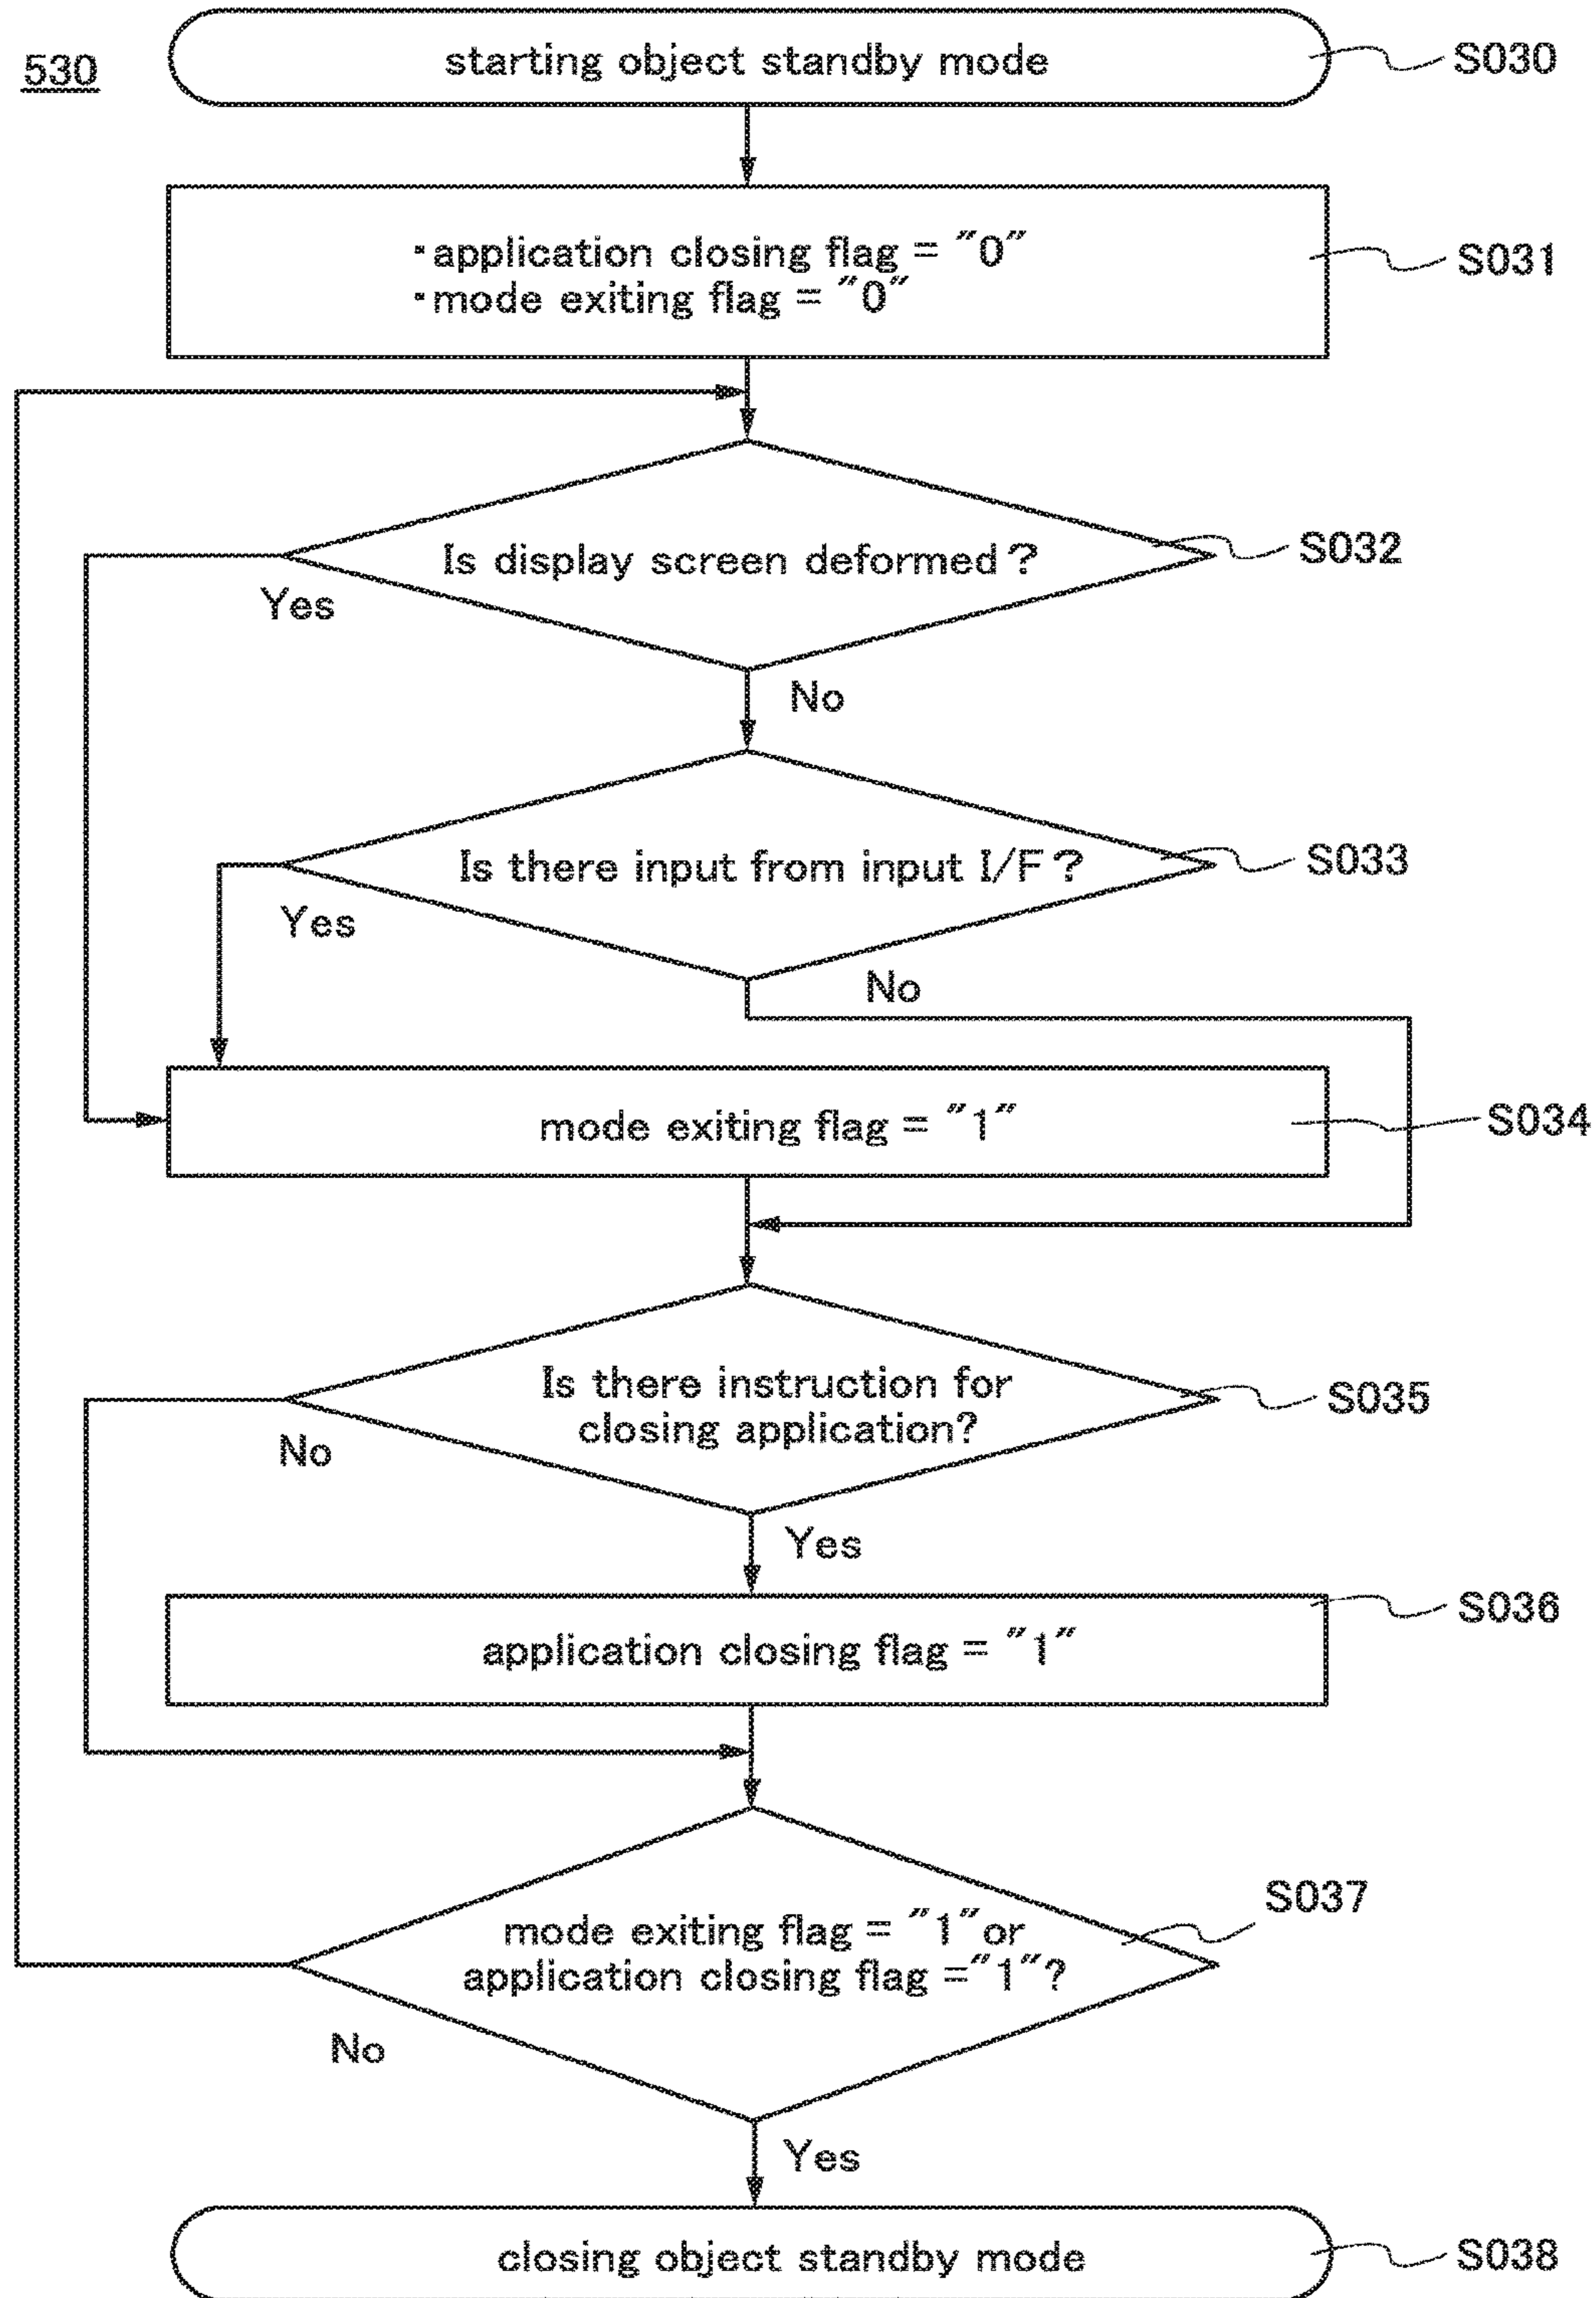 530
starting object standby mode
S030
・application closing flag = "0"
・mode exiting flag = "0"
S031
Is display screen deformed ?
S032
Yes
No
Is there input from input I/F ?
S033
Yes
No
mode exiting flag = "1"
S034
Is there instruction for
closing application?
S035
No
Yes
S036
application closing flag = "1"
S037
mode exiting flag = "1"or
application closing flag ="1"?
No
Yes
closing object standby mode
S038